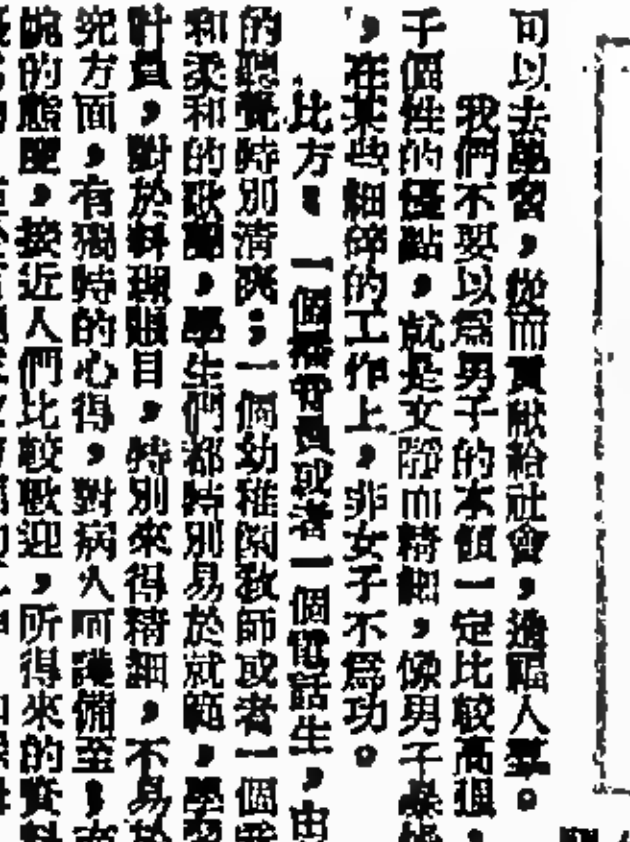 可以去學習，從而貢献給社會，造福人羣。
我們不要以爲男子的本領一定比較高强，
子個性的優點，就是文靜而精細，像男子
，在某些細碎的工作上，非女子不爲功。
比方： 一個播音員或者一個電話生，由
的聽覺特別清爽；一個幼稚園敎師或者一個
和柔和的歌調，學生們都特別易於就範，學習
計員，對於料理賬目，特別來得精細，不易於
究方面，有獨特的心得，對病人呵護備至，
婉的態度，接近人們比較歡迎，所得來的資料